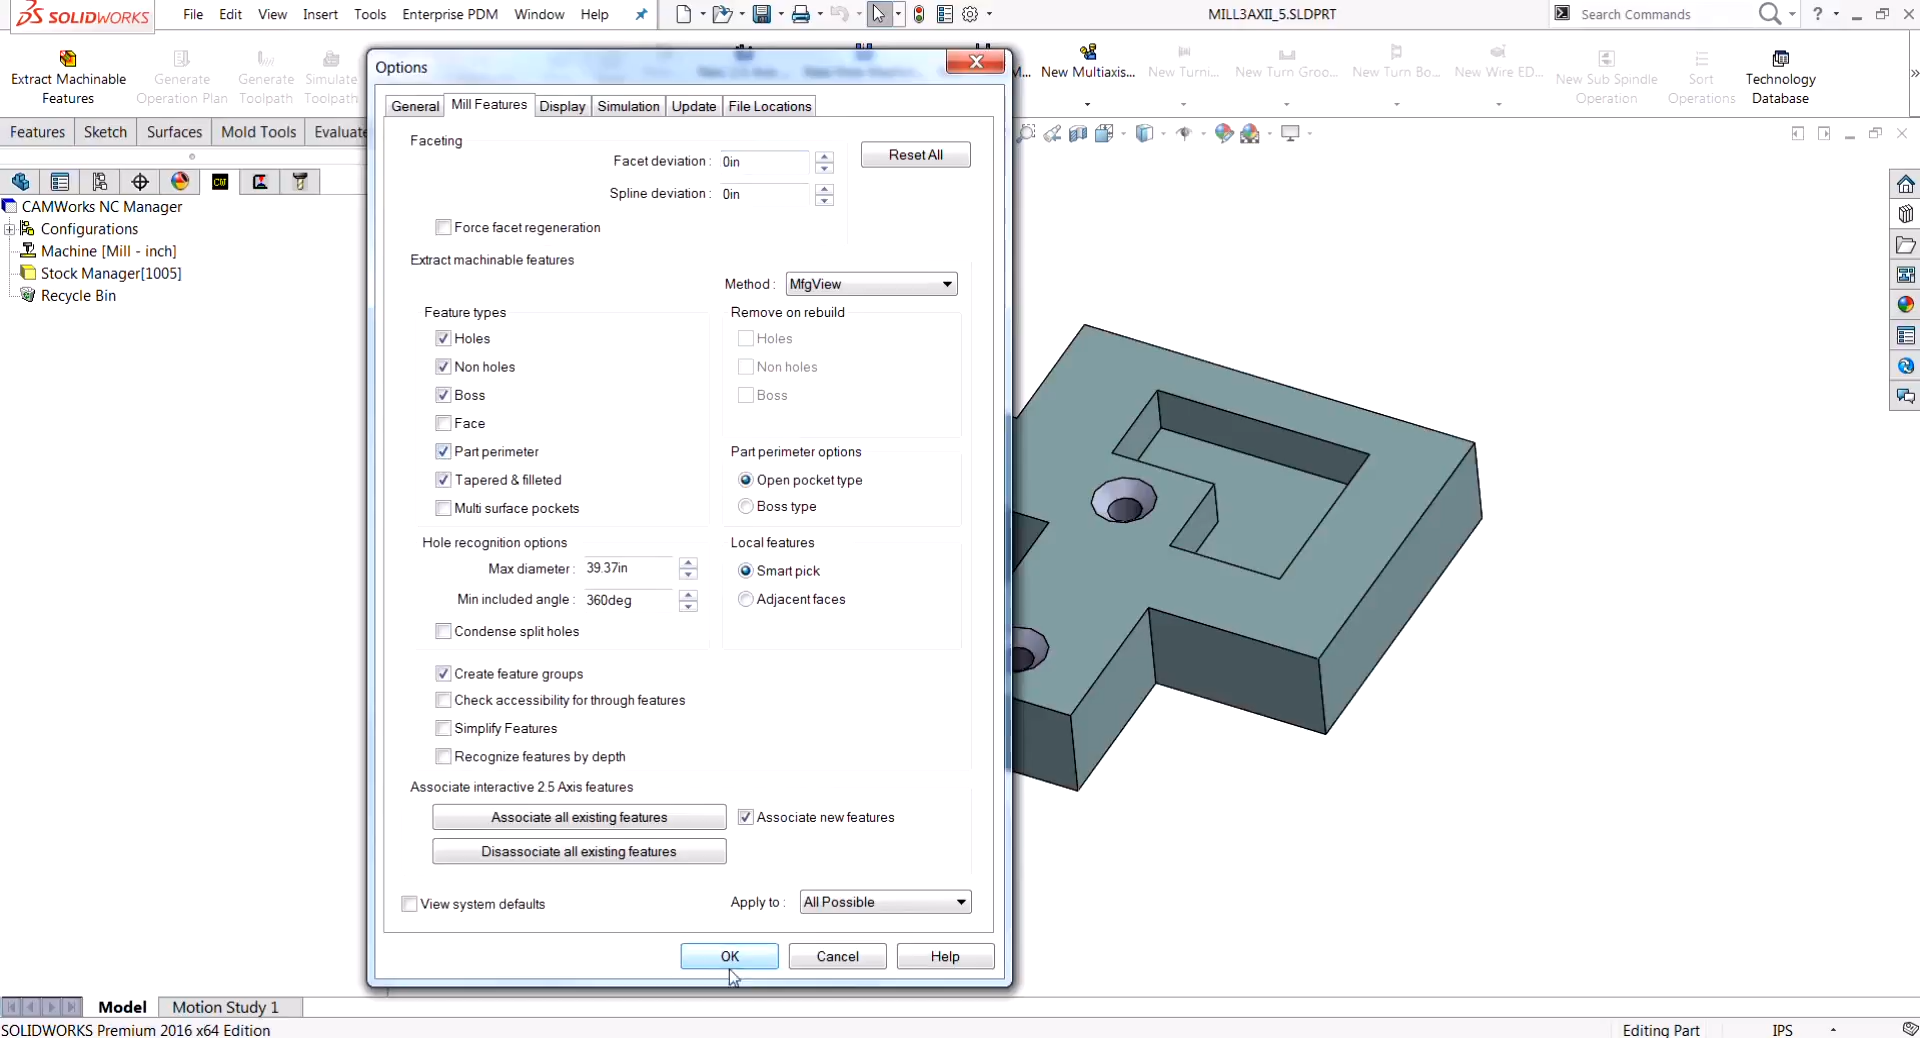 SOLIDWORKS
File Edit View Insert Tools Enterprise PDM Window Help
MILL3AXII_5.SLDPRT
Search Commands
?
Extract Machinable Features
Generate Operation Plan
Generate Toolpath
Simulate Toolpath
M... New Multiaxis... New Turni... New Turn Groo... New Turn Bo... New Wire ED...
New Sub Spindle Operation
Sort Operations
Technology Database
Features Sketch Surfaces Mold Tools Evaluate
CAMWorks NC Manager
Configurations
Machine [Mill - inch]
Stock Manager[1005]
Recycle Bin
Options
General Mill Features Display Simulation Update File Locations
Faceting
Facet deviation : 0in
Reset All
Spline deviation : 0in
Force facet regeneration
Extract machinable features
Method : MfgView
Feature types
Remove on rebuild
Holes
Holes
Non holes
Non holes
Boss
Boss
Face
Part perimeter
Part perimeter options
Tapered & filleted
Open pocket type
Multi surface pockets
Boss type
Hole recognition options
Local features
Max diameter : 39.37in
Smart pick
Min included angle : 360deg
Adjacent faces
Condense split holes
Create feature groups
Check accessibility for through features
Simplify Features
Recognize features by depth
Associate interactive 2.5 Axis features
Associate all existing features
Associate new features
Disassociate all existing features
View system defaults
Apply to : All Possible
OK Cancel Help
Model Motion Study 1
SOLIDWORKS Premium 2016 x64 Edition
Editing Part IPS